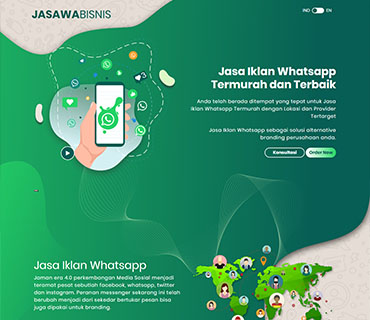 JASAWABISNIS
IND EN
Jasa Iklan Whatsapp
Termurah dan Terbaik
Anda telah berada ditempat yang tepat untuk Jasa
Iklan Whatsapp Termurah dengan Lokasi dan Provider
Tertarget
Jasa Iklan Whatsapp sebagai solusi alternative
branding perusahaan anda.
Konsultasi Order Now
Jasa Iklan Whatsapp
Jaman era 4.0 perkembangan Media Sosial menjadi
teramat pesat sebutlah facebook, whatsapp, twitter
dan instagram. Peranan messenger sekarang ini telah
berubah menjadi dari sekedar bertukar pesan bisa
juga dipakai untuk branding.